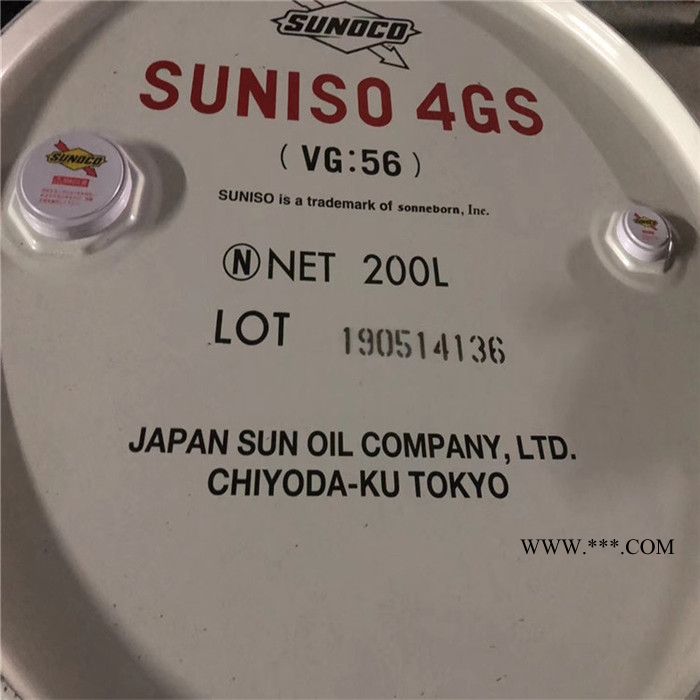 SUNOCO
SUNISO 4GS
(VG:56)
SUNOCO
SUNISO is a trademark of sonneborn, Inc.
Ⓝ NET 200L
LOT 190514136
JAPAN SUN OIL COMPANY, LTD.
CHIYODA-KU TOKYO
WWW.***.COM